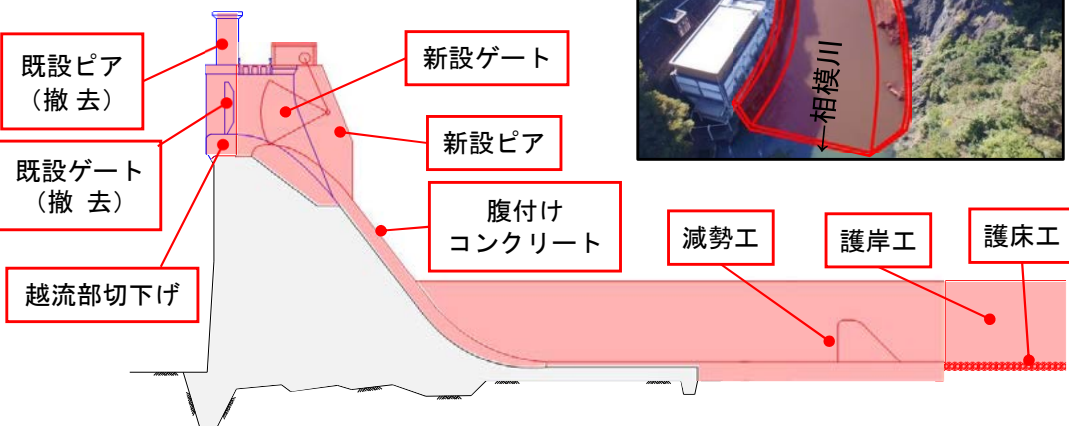 既設ピア
（撤 去）
新設ゲート
←相模川
新設ピア
既設ゲート
（撤 去）
腹付け
コンクリート
減勢工
護岸工
護床工
越流部切下げ